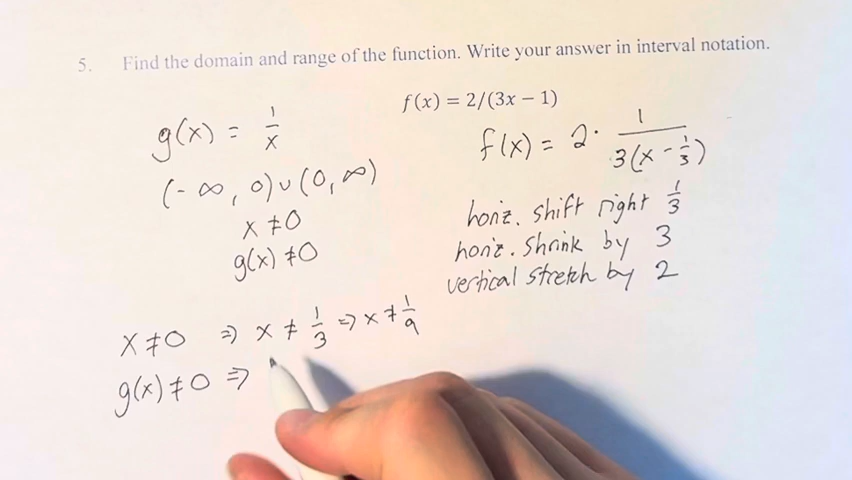 5. Find the domain and range of the function. Write your answer in interval notation.
f(x) = 2/(3x − 1)
g(x) = 1/x
(-∞, 0)∪(0, ∞)
x ≠ 0
g(x) ≠ 0
f(x) = 2 · 1/3(x - 1/3)
horiz. shift right 1/3
horiz. shrink by 3
vertical stretch by 2
x ≠ 0 ⇒ x ≠ 1/3 ⇒ x ≠ 1/9
g(x) ≠ 0 ⇒